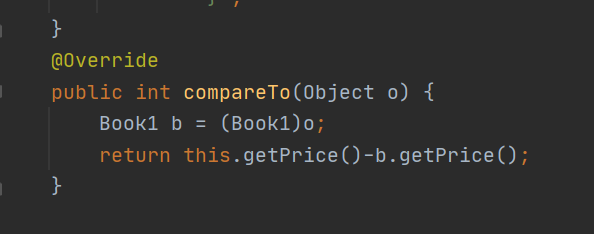 } ;
}
@Override
public int compareTo(Object o) {
Book1 b = (Book1)o;
return this.getPrice()-b.getPrice();
}